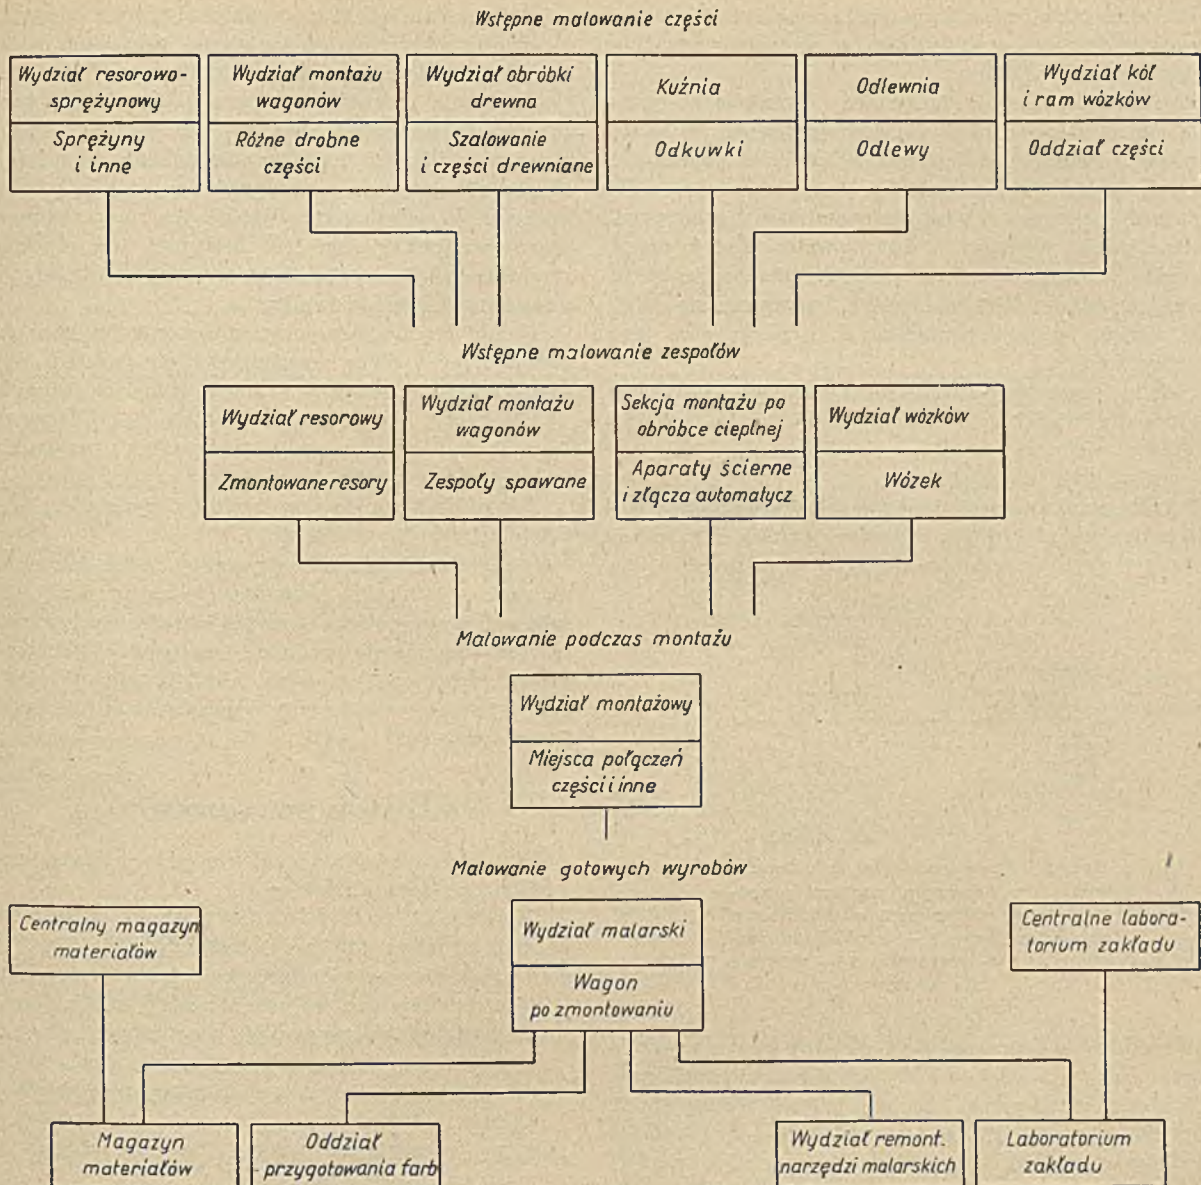 Wstępne malowanie części
Wydział resorowo-
sprężynowy
Sprężyny
i inne
Wydział montażu
wagonów
Różne drobne
części
Wydział obróbki
drewna
Szalowanie
i części drewniane
Kuźnia
Odkuwki
Odlewnia
Odlewy
Wydział kół
i ram wózków
Oddział części
Wstępne malowanie zespołów
Wydział resorowy
Zmontowane resory
Wydział montażu
wagonów
Zespoły spawane
Sekcja montażu po
obróbce cieplnej
Aparaty ścierne
i złącza automatycz
Wydział wózków
Wózek
Malowanie podczas montażu
Wydział montażowy
Miejsca połączeń
części i inne
Malowanie gotowych wyrobów
Centralny magazyn
materiałów
Wydział malarski
Wagon
po zmontowaniu
Centralne labora-
torium zakładu
Magazyn
materiałów
Oddział
przygotowania farb
Wydział remont.
narzędzi malarskich
Laboratorium
zakładu